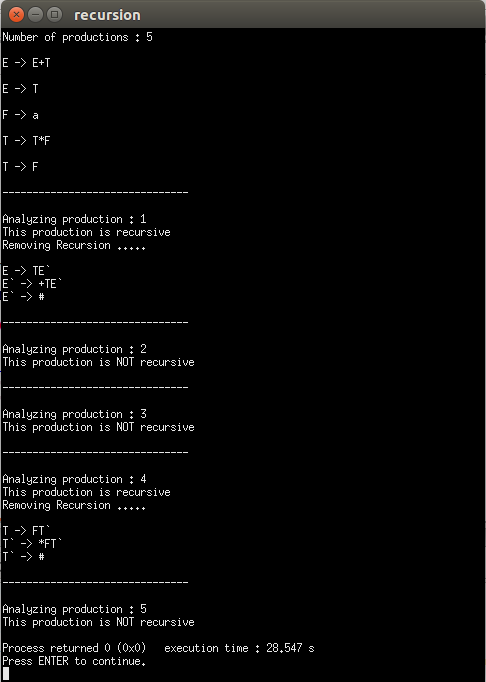 recursion
Number of productions : 5
E -> E+T
E -> T
F -> a
T -> T*F
T -> F
-------------------------------
Analyzing production : 1
This production is recursive
Removing Recursion .....
E -> TE`
E` -> +TE`
E` -> #
-------------------------------
Analyzing production : 2
This production is NOT recursive
-------------------------------
Analyzing production : 3
This production is NOT recursive
-------------------------------
Analyzing production : 4
This production is recursive
Removing Recursion .....
T -> FT`
T` -> *FT`
T` -> #
-------------------------------
Analyzing production : 5
This production is NOT recursive
Process returned 0 (0x0)   execution time : 28.547 s
Press ENTER to continue.